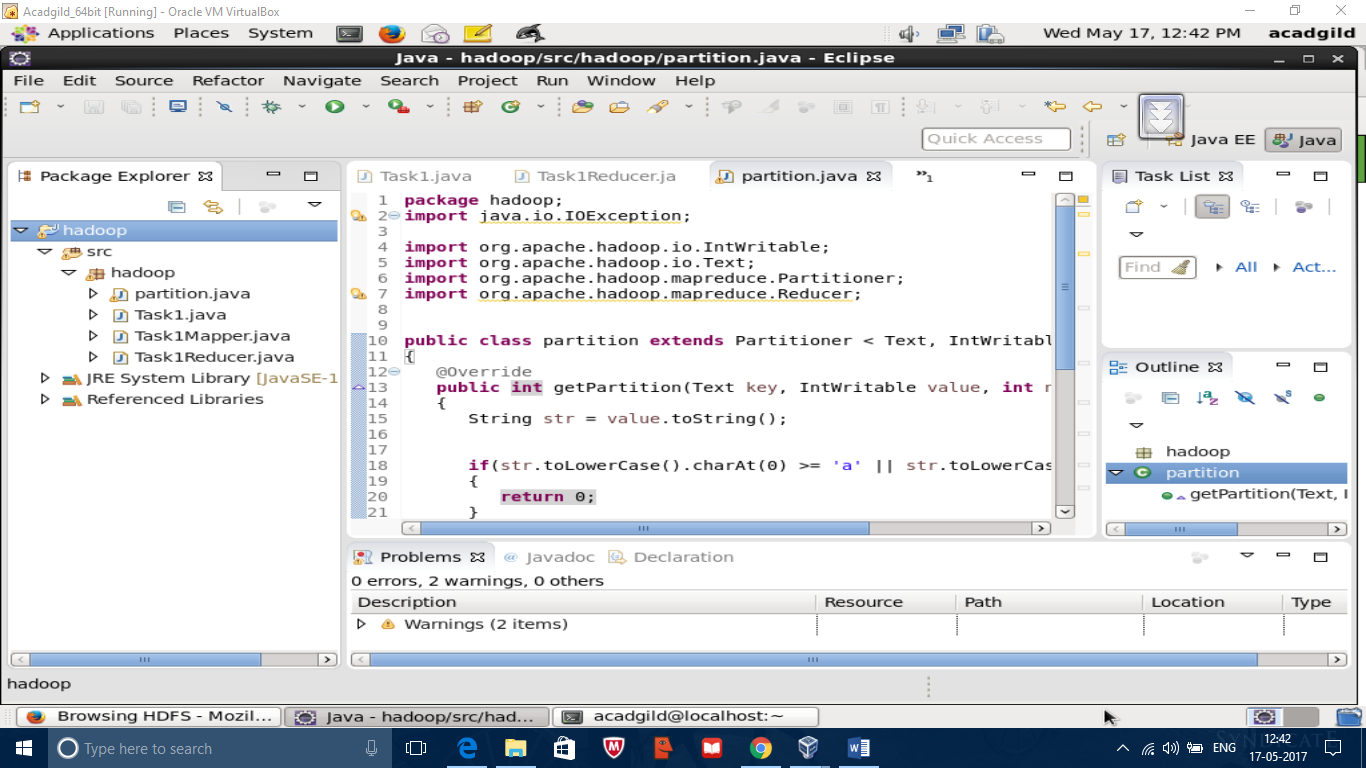 Acadgild_64bit [Running] - Oracle VM VirtualBox
Applications Places System Wed May 17, 12:42 PM acadgild
Java - hadoop/src/hadoop/partition.java - Eclipse
File Edit Source Refactor Navigate Search Project Run Window Help
Quick Access Java EE Java
Package Explorer
hadoop
src
hadoop
partition.java
Task1.java
Task1Mapper.java
Task1Reducer.java
JRE System Library [JavaSE-1
Referenced Libraries
Task1.java Task1Reducer.ja partition.java »1
1 package hadoop;
2 import java.io.IOException;
3
4 import org.apache.hadoop.io.IntWritable;
5 import org.apache.hadoop.io.Text;
6 import org.apache.hadoop.mapreduce.Partitioner;
7 import org.apache.hadoop.mapreduce.Reducer;
8
9
10 public class partition extends Partitioner < Text, IntWritabl
11 {
12 @Override
13 public int getPartition(Text key, IntWritable value, int n
14 {
15 String str = value.toString();
16
17
18 if(str.toLowerCase().charAt(0) >= 'a' || str.toLowerCas
19 {
20 return 0;
21 }
Task List
Find All Act...
Outline
hadoop
partition
getPartition(Text, I
Problems Javadoc Declaration
0 errors, 2 warnings, 0 others
Description Resource Path Location Type
Warnings (2 items)
hadoop
Browsing HDFS - Mozil... Java - hadoop/src/had... acadgild@localhost:~
Type here to search ENG 12:42
17-05-2017